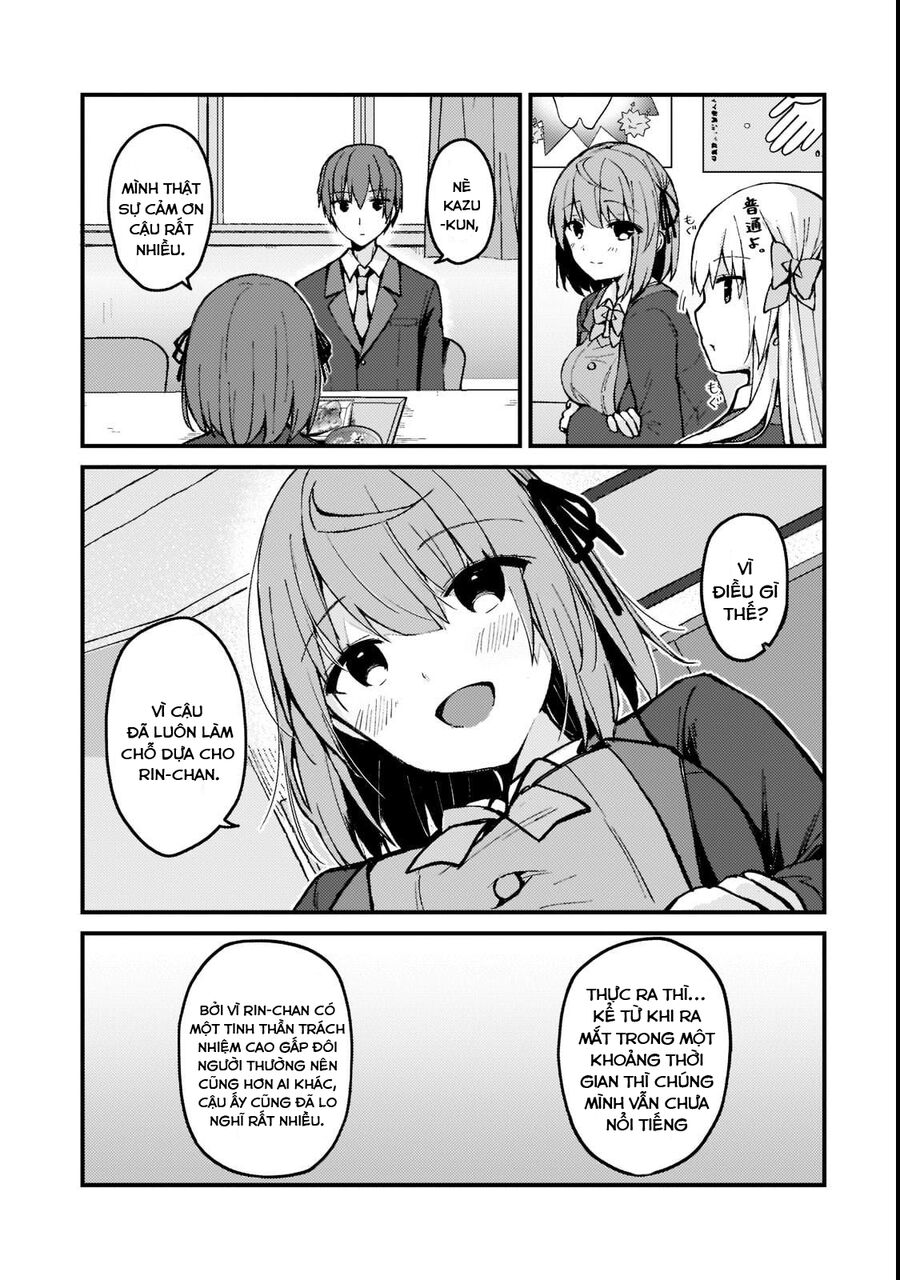 普通よ。
もぐ
もぐ
NÈ
KAZU
-KUN,
MÌNH THẬT
SỰ CẢM ƠN
CẬU RẤT
NHIỀU.
VÌ
ĐIỀU GÌ
THẾ?
VÌ CẬU
ĐÃ LUÔN LÀM
CHỖ DỰA CHO
RIN-CHAN.
THỰC RA THÌ...
KỂ TỪ KHI RA
MẮT TRONG MỘT
KHOẢNG THỜI
GIAN THÌ CHÚNG
MÌNH VẪN CHƯA
NỔI TIẾNG
BỞI VÌ RIN-CHAN CÓ
MỘT TINH THẦN TRÁCH
NHIỆM CAO GẤP ĐÔI
NGƯỜI THƯỜNG NÊN
CŨNG HƠN AI KHÁC,
CẬU ẤY CŨNG ĐÃ LO
NGHĨ RẤT NHIỀU.